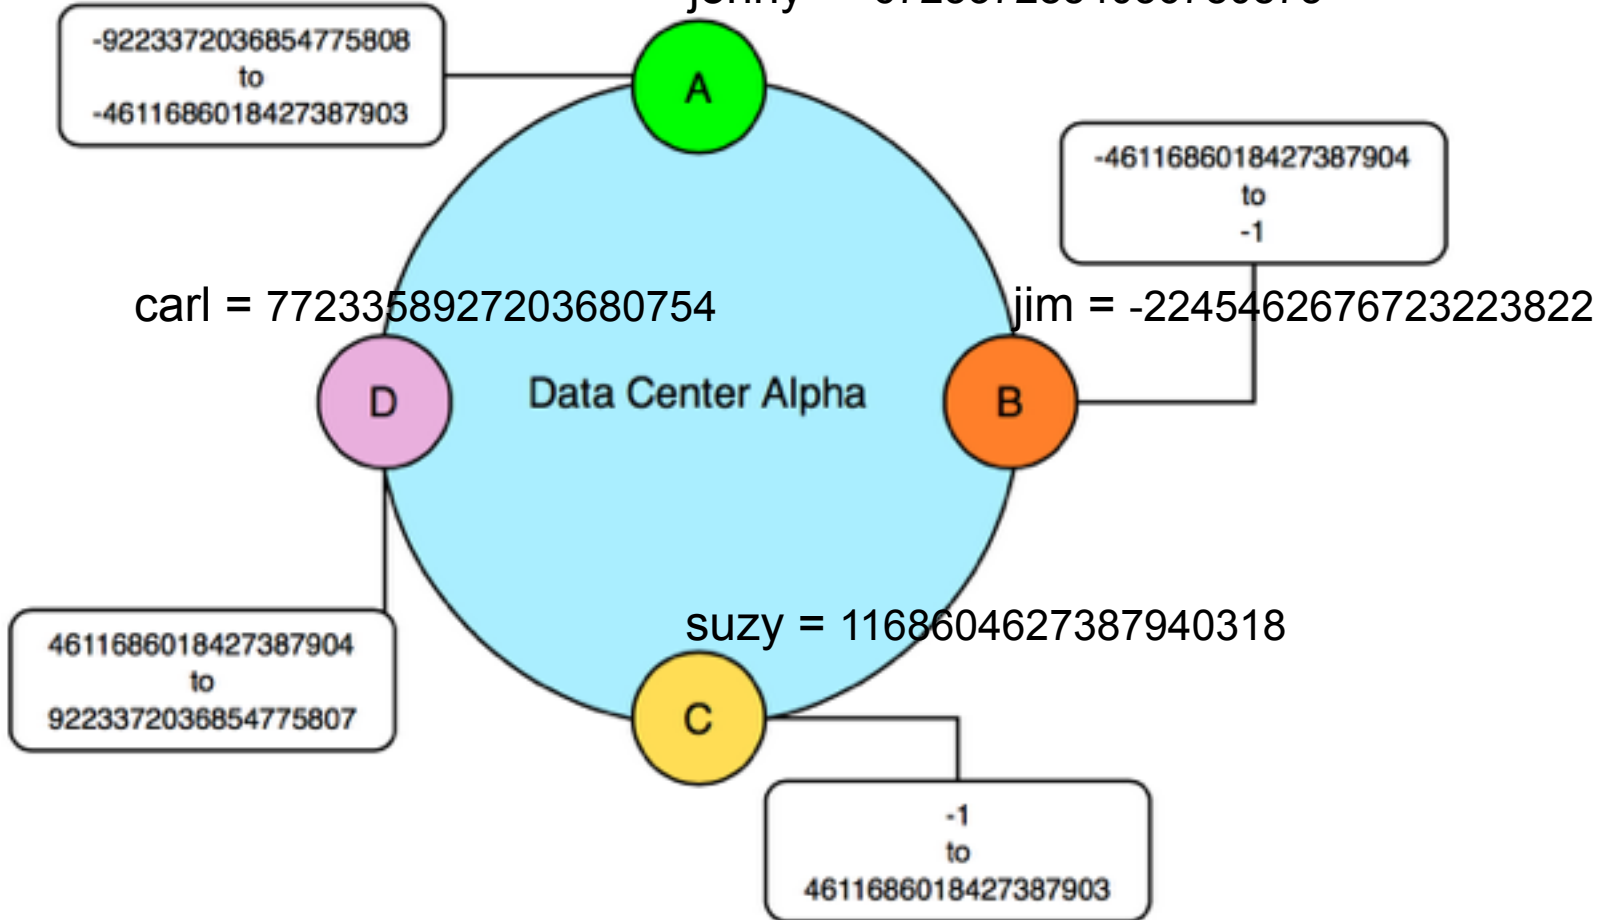 -9223372036854775808
to
-4611686018427387903
A
-4611686018427387904
to
-1
carl = 7723358927203680754
jim = -2245462676723223822
D
Data Center Alpha
B
suzy = 1168604627387940318
4611686018427387904
to
9223372036854775807
C
-1
to
4611686018427387903